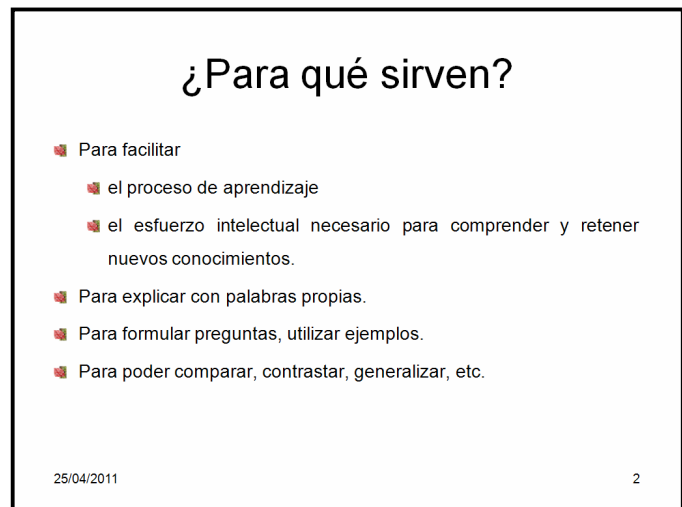 ¿Para qué sirven?
Para facilitar
el proceso de aprendizaje
el esfuerzo intelectual necesario para comprender y retener
nuevos conocimientos.
Para explicar con palabras propias.
Para formular preguntas, utilizar ejemplos.
Para poder comparar, contrastar, generalizar, etc.
25/04/2011 2